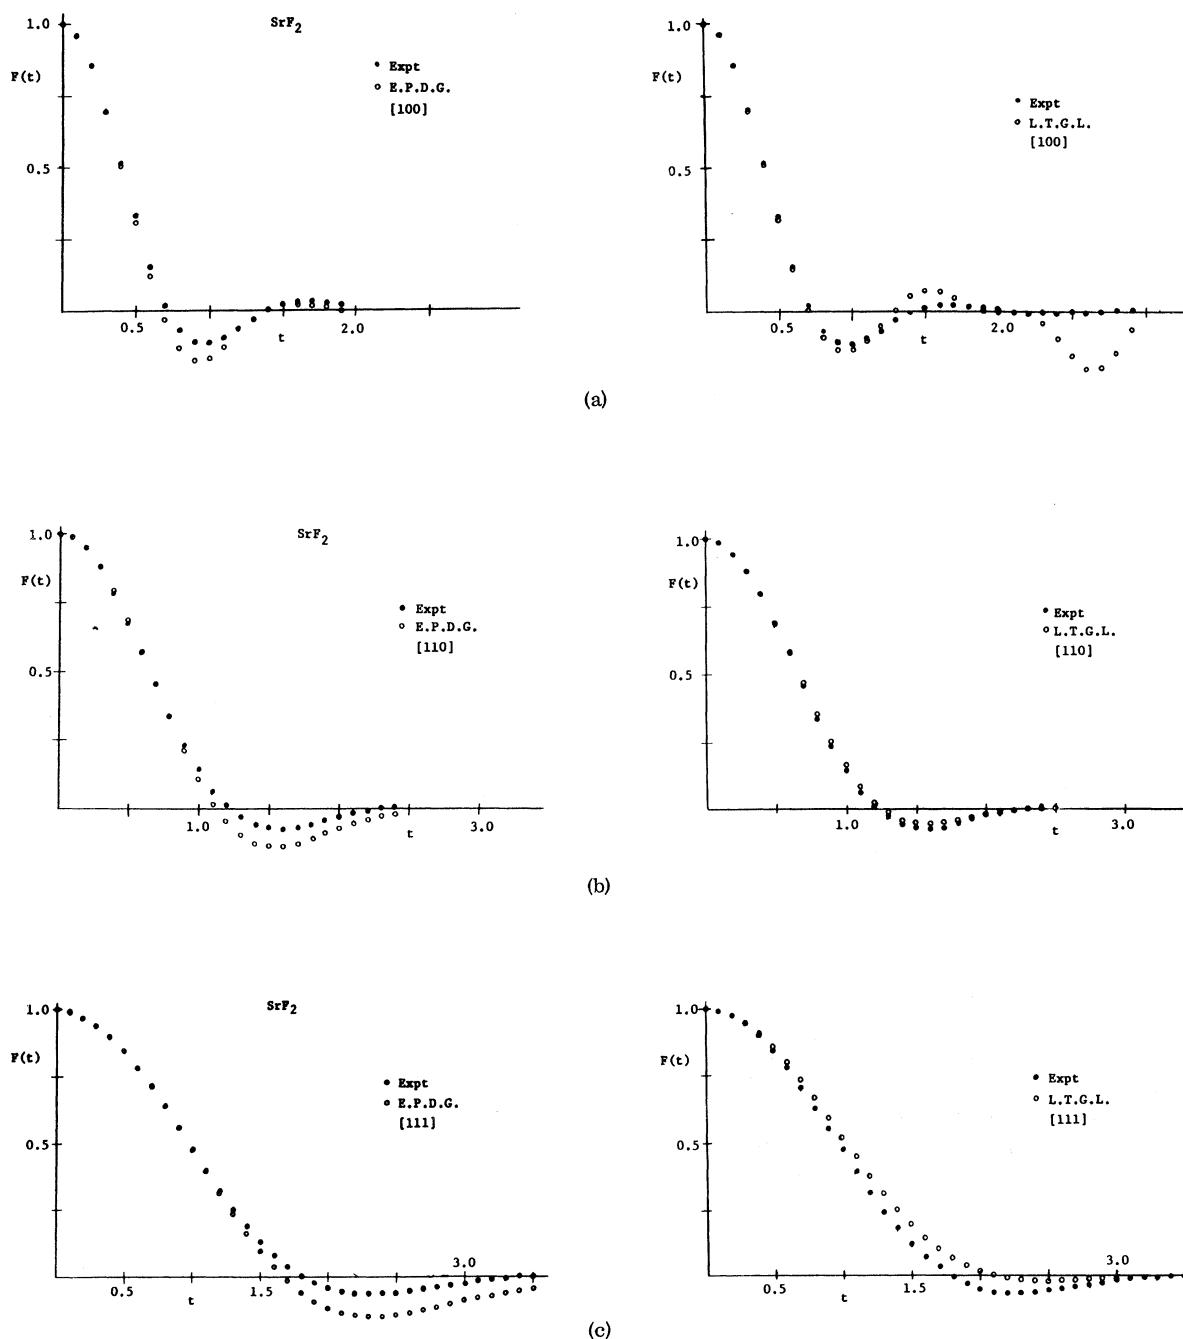 SrF2
1.0
F(t)
Expt
E.P.D.G.
[100]
0.5
0.5
2.0
t
1.0
F(t)
Expt
L.T.G.L.
[100]
0.5
0.5
2.0
t
(a)
SrF2
1.0
F(t)
Expt
E.P.D.G.
[110]
0.5
1.0
3.0
t
1.0
F(t)
Expt
L.T.G.L.
[110]
0.5
1.0
3.0
t
(b)
SrF2
1.0
F(t)
Expt
E.P.D.G.
[111]
0.5
3.0
0.5
1.5
t
1.0
F(t)
Expt
L.T.G.L.
[111]
0.5
3.0
0.5
1.5
t
(c)